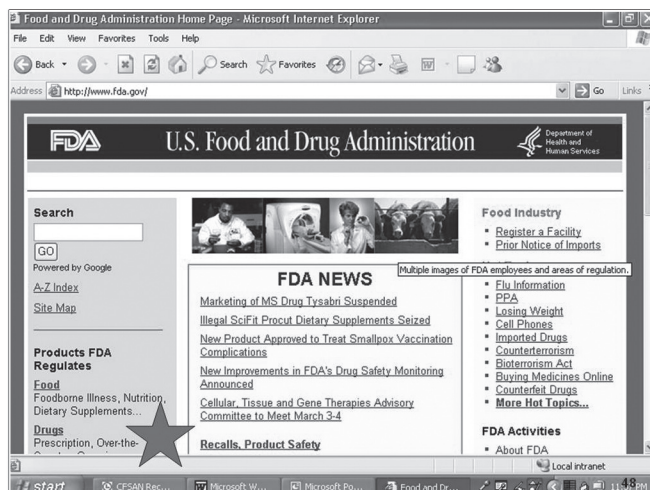 Food and Drug Administration Home Page - Microsoft Internet Explorer
File Edit View Favorites Tools Help
Back Search Favorites
Address http://www.fda.gov/ Go Links
FDA U.S. Food and Drug Administration
Department of
Health and
Human Services
Search
GO
Powered by Google
A-Z Index
Site Map
Products FDA
Regulates
Food
Foodborne Illness, Nutrition,
Dietary Supplements...
Drugs
Prescription, Over-the-
FDA NEWS
Marketing of MS Drug Tysabri Suspended
Illegal SciFit Procut Dietary Supplements Seized
New Product Approved to Treat Smallpox Vaccination
Complications
New Improvements in FDA's Drug Safety Monitoring
Announced
Cellular, Tissue and Gene Therapies Advisory
Committee to Meet March 3-4
Recalls, Product Safety
Food Industry
Register a Facility
Prior Notice of Imports
Multiple images of FDA employees and areas of regulation.
Flu Information
PPA
Losing Weight
Cell Phones
Imported Drugs
Counterterrorism
Bioterrorism Act
Buying Medicines Online
Counterfeit Drugs
More Hot Topics...
FDA Activities
About FDA
Local intranet
start CFSAN Rec... Microsoft W... Microsoft Po... Food and Dr... 48